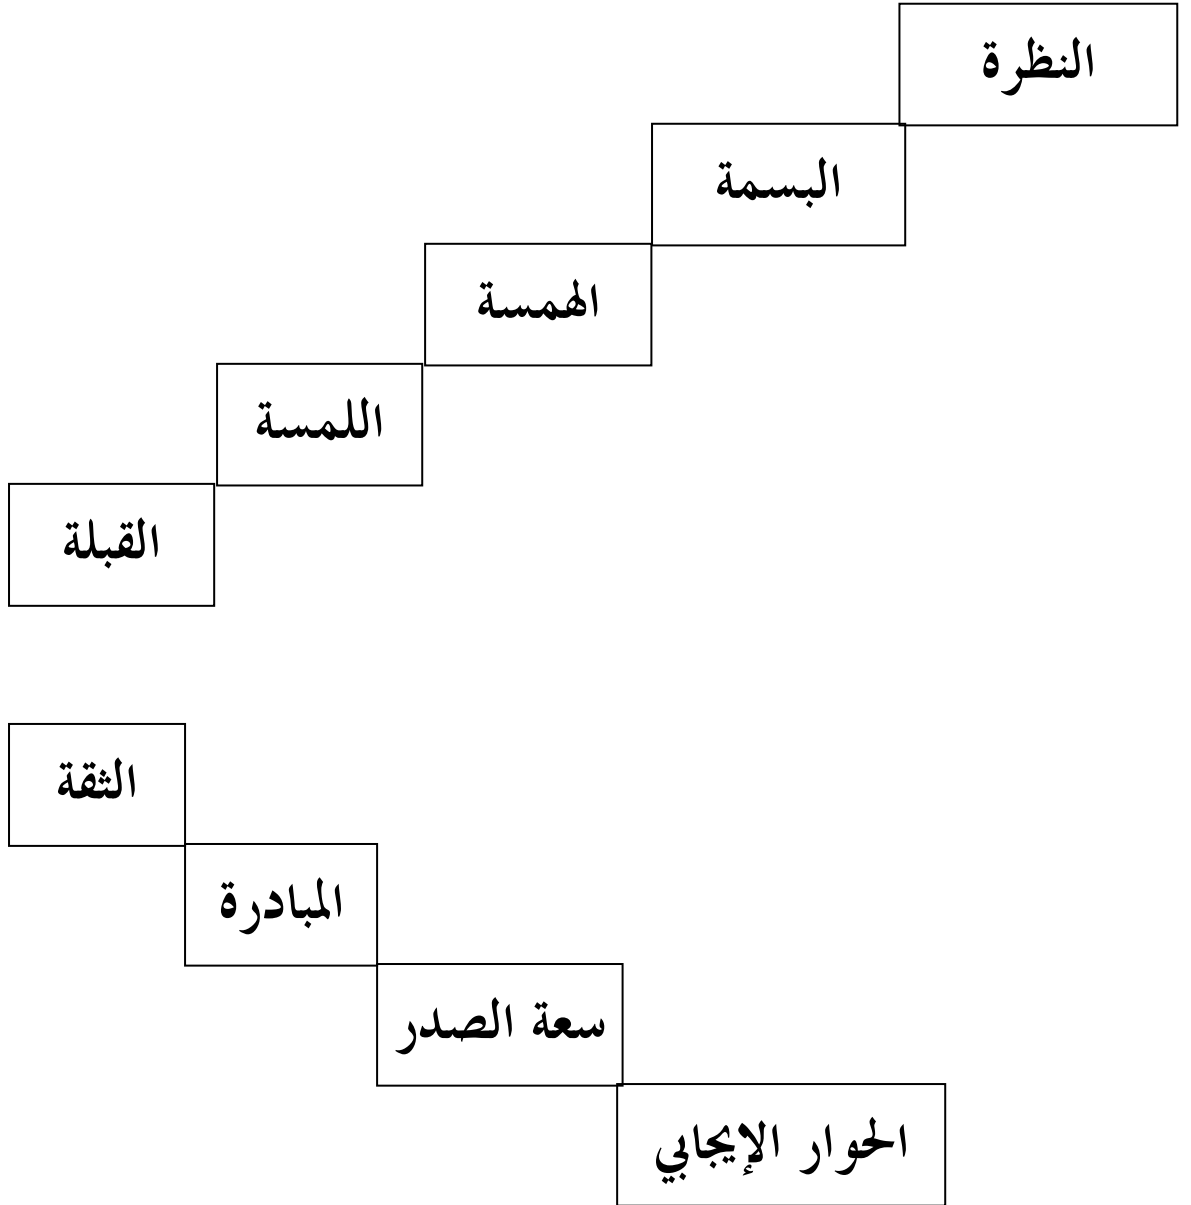 النظرة
البسمة
الهمسة
اللمسة
القبلة
الثقة
المبادرة
سعة الصدر
الحوار الإيجابي